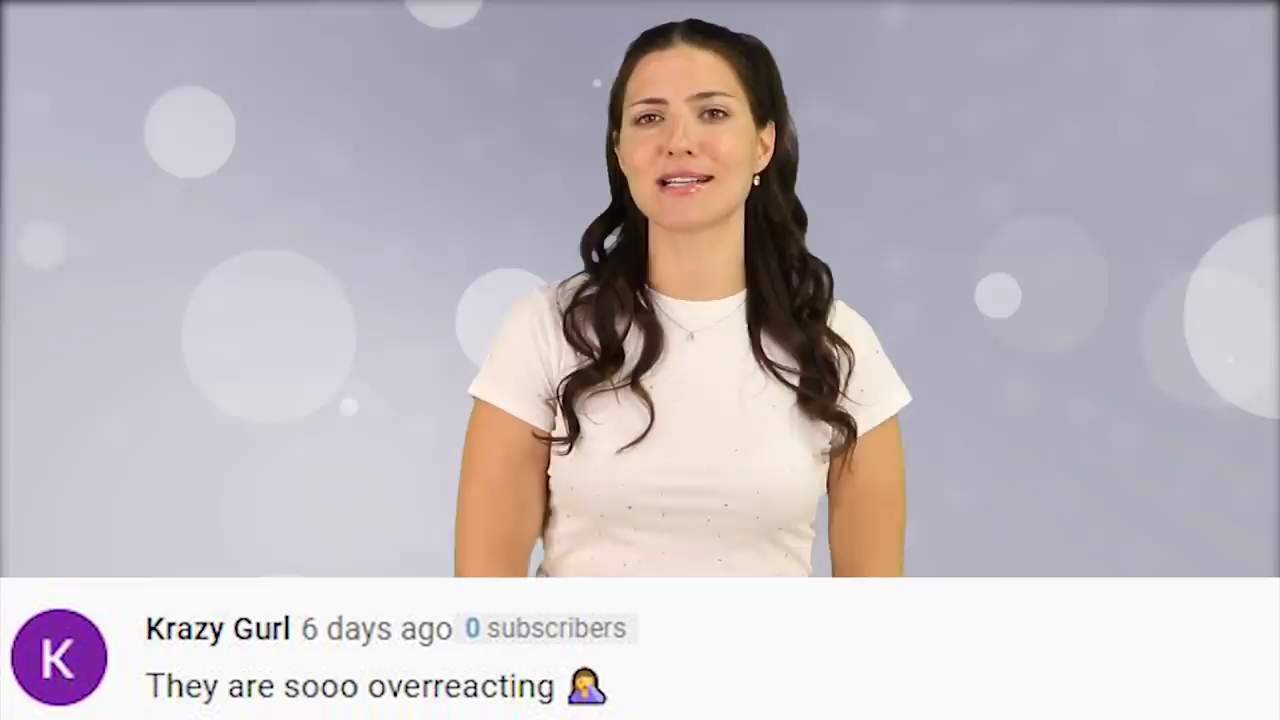 K
Krazy Gurl 6 days ago 0 subscribers
They are sooo overreacting 🤦‍♀️